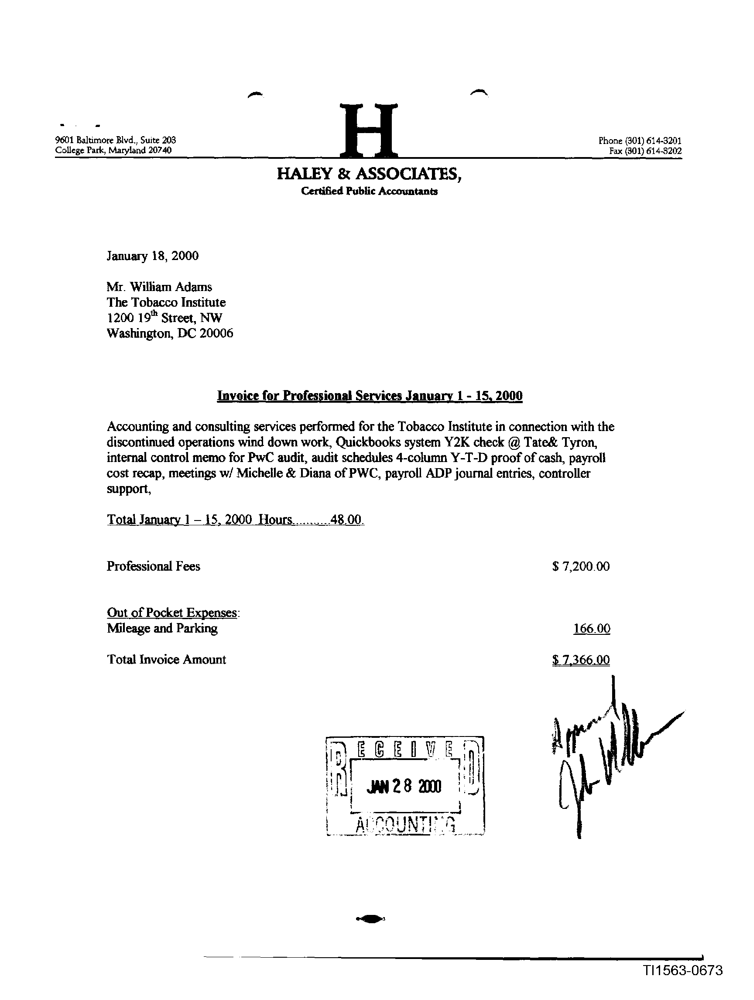 H
9601 Baltimore Blvd., Suite 203
College Park, Maryland 20740
Phone (301) 614-3201
Fax (301) 614-3202
HALEY & ASSOCIATES,
Certified Public Accountants
January 18, 2000
Mr. William Adams
The Tobacco Institute
1200 19th Street, NW
Washington, DC 20006
Invoice for Professional Services January 1 - 15, 2000
Accounting and consulting services performed for the Tobacco Institute in connection with the
discontinued operations wind down work, Quickbooks system Y2K check @ Tate& Tyron,
internal control memo for PwC audit, audit schedules 4-column Y-T-D proof of cash, payroll
cost recap, meetings w/ Michelle & Diana of PWC, payroll ADP journal entries, controller
support,
Total January 1 – 15, 2000 Hours..........48.00.
Professional Fees $ 7,200.00
Out of Pocket Expenses:
Mileage and Parking 166.00
Total Invoice Amount $ 7,366.00
Approved
RECEIVED
JAN 28 2000
ACCOUNTING
TI1563-0673